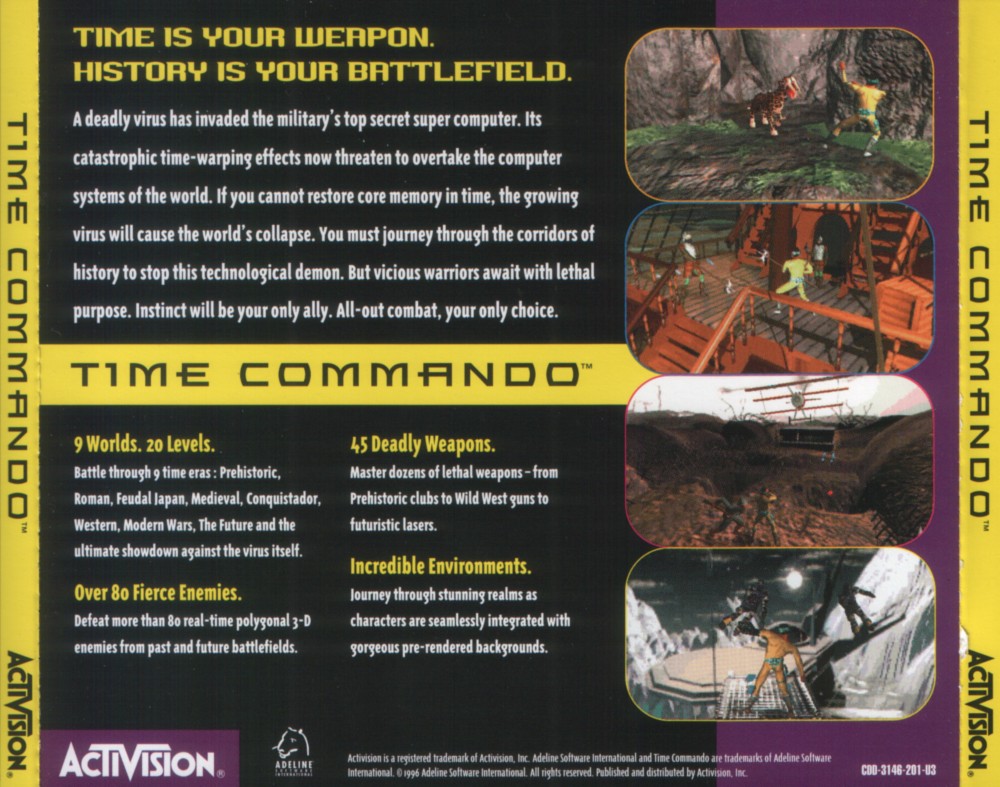 TIME IS YOUR WEAPON.
HISTORY IS YOUR BATTLEFIELD.
A deadly virus has invaded the military's top secret super computer. Its
catastrophic time-warping effects now threaten to overtake the computer
systems of the world. If you cannot restore core memory in time, the growing
virus will cause the world's collapse. You must journey through the corridors of
history to stop this technological demon. But vicious warriors await with lethal
purpose. Instinct will be your only ally. All-out combat, your only choice.
TIME COMMANDO™
9 Worlds. 20 Levels.
Battle through 9 time eras : Prehistoric,
Roman, Feudal Japan, Medieval, Conquistador,
Western, Modern Wars, The Future and the
ultimate showdown against the virus itself.
Over 80 Fierce Enemies.
Defeat more than 80 real-time polygonal 3-D
enemies from past and future battlefields.
45 Deadly Weapons.
Master dozens of lethal weapons – from
Prehistoric clubs to Wild West guns to
futuristic lasers.
Incredible Environments.
Journey through stunning realms as
characters are seamlessly integrated with
gorgeous pre-rendered backgrounds.
ACTIVISION®
ADELINE
SOFTWARE
INTERNATIONAL
Activision is a registered trademark of Activision, Inc. Adeline Software International and Time Commando are trademarks of Adeline Software
International. © 1996 Adeline Software International. All rights reserved. Published and distributed by Activision, Inc.
CDD-3146-201-U3
TIME COMMANDO™
ACTIVISION®
TIME COMMANDO™
ACTIVISION®